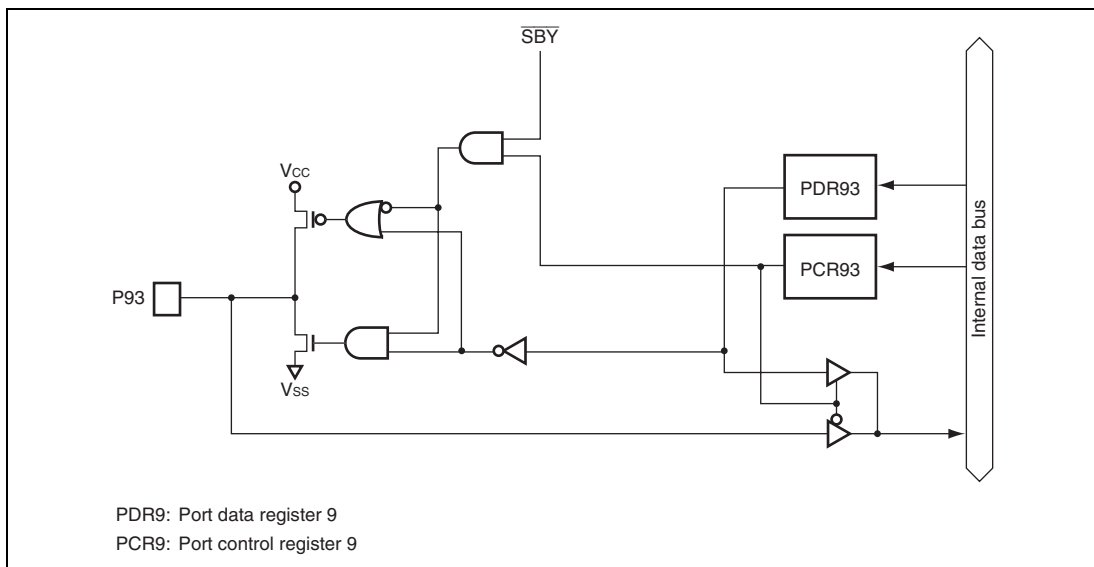 SBY
VCC
PDR93
PCR93
Internal data bus
P93
VSS
PDR9: Port data register 9
PCR9: Port control register 9